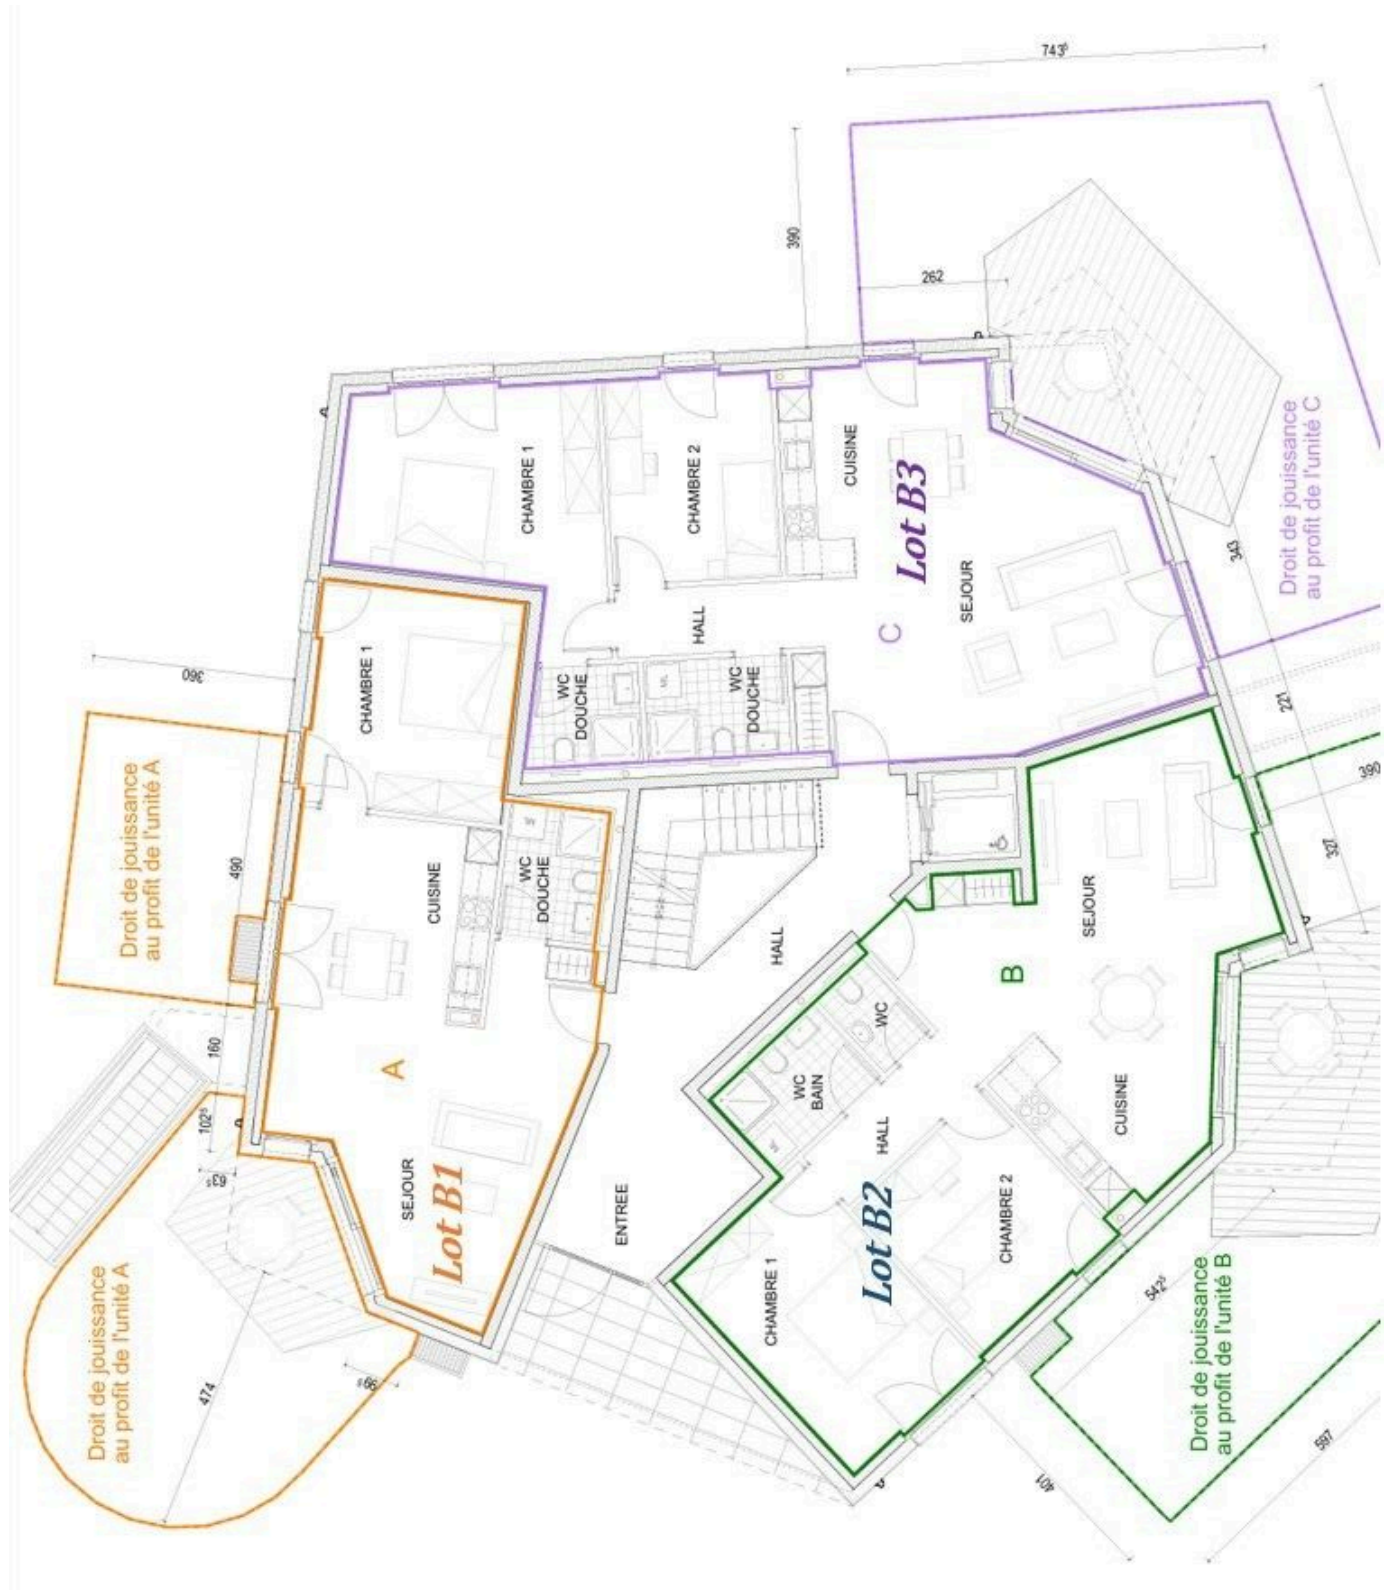 743⁵
390
262
Droit de jouissance
au profit de l'unité C
343
221
390
327
CHAMBRE 1
CHAMBRE 2
CUISINE
Lot B3
SEJOUR
C
HALL
WC
DOUCHE
ML
WC
DOUCHE
360
Droit de jouissance
au profit de l'unité A
490
CHAMBRE 1
CUISINE
ML
WC
DOUCHE
A
SEJOUR
Lot B1
160
102⁵
63⁵
Droit de jouissance
au profit de l'unité A
474
99⁵
HALL
ENTREE
SEJOUR
B
WC
WC
BAIN
ML
HALL
CUISINE
CHAMBRE 2
Lot B2
CHAMBRE 1
Droit de jouissance
au profit de l'unité B
542⁵
597
401